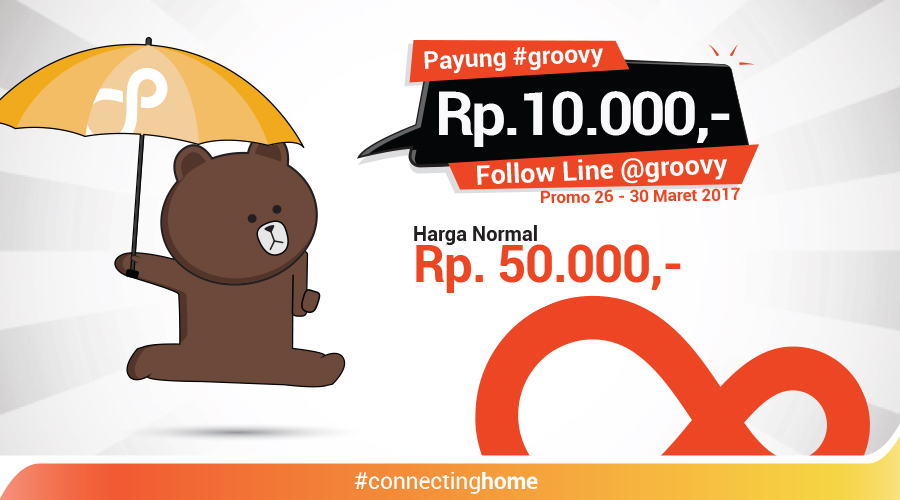 Payung #groovy
Rp.10.000,-
Follow Line @groovy
Promo 26 - 30 Maret 2017
Harga Normal
Rp. 50.000,-
#connectinghome